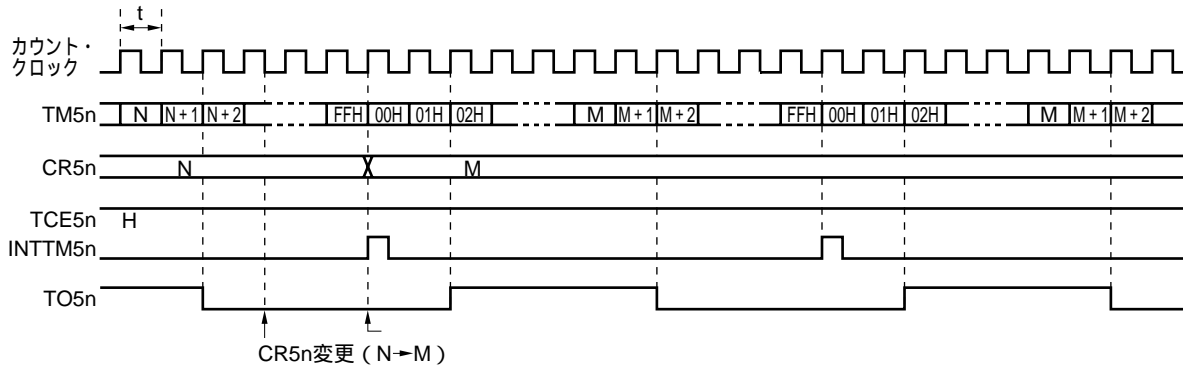 t
カウント・
クロック
TM5n N N+1 N+2 FFH 00H 01H 02H M M+1 M+2 FFH 00H 01H 02H M M+1 M+2
CR5n N M
TCE5n H
INTTM5n
TO5n
CR5n変更(N→M)